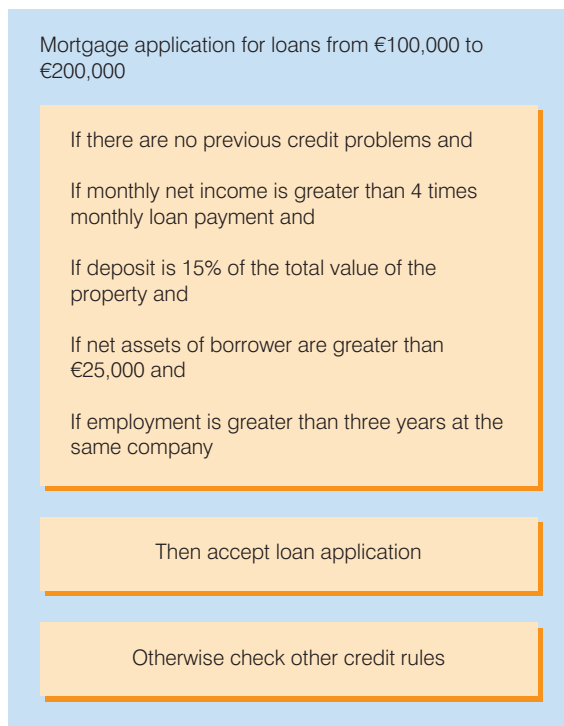 Mortgage application for loans from €100,000 to
€200,000
If there are no previous credit problems and
If monthly net income is greater than 4 times
monthly loan payment and
If deposit is 15% of the total value of the
property and
If net assets of borrower are greater than
€25,000 and
If employment is greater than three years at the
same company
Then accept loan application
Otherwise check other credit rules